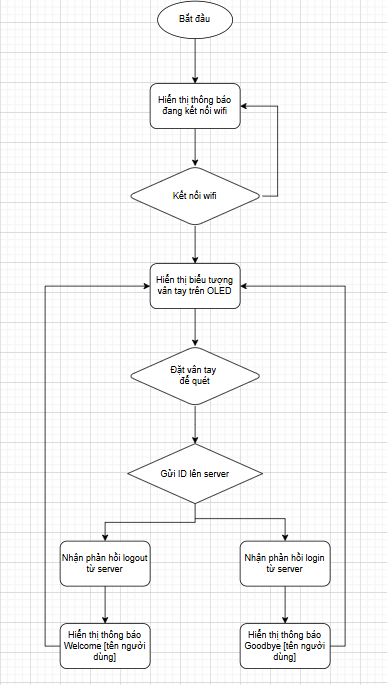 Bắt đầu
Hiển thị thông báo
đang kết nối wifi
Kết nối wifi
Hiển thị biểu tượng
vân tay trên OLED
Đặt vân tay
để quét
Gửi ID lên server
Nhận phản hồi logout
từ server
Nhận phản hồi login
từ server
Hiển thị thông báo
Welcome [tên người
dùng]
Hiển thị thông báo
Goodbye [tên người
dùng]